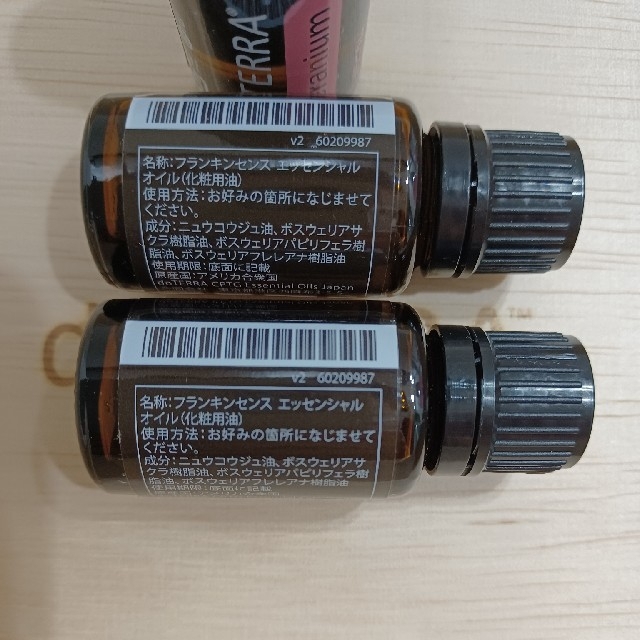 TERRA®
ranium
v2 60209987
名称:フランキンセンス エッセンシャル
オイル(化粧用油)
使用方法:お好みの箇所になじませて
ください。
成分:ニュウコウジュ油、ボスウェリアサ
クラ樹脂油、ボスウェリアパピリフェラ樹
脂油、ボスウェリアフレレアナ樹脂油
使用期限:底面に記載
原産国:アメリカ合衆国
doTERRA CPTG Essential Oils Japan
v2 60209987
名称:フランキンセンス エッセンシャル
オイル(化粧用油)
使用方法:お好みの箇所になじませて
ください。
成分:ニュウコウジュ油、ボスウェリアサ
クラ樹脂油、ボスウェリアパピリフェラ樹
脂油、ボスウェリアフレレアナ樹脂油
使用期限:底面に記載